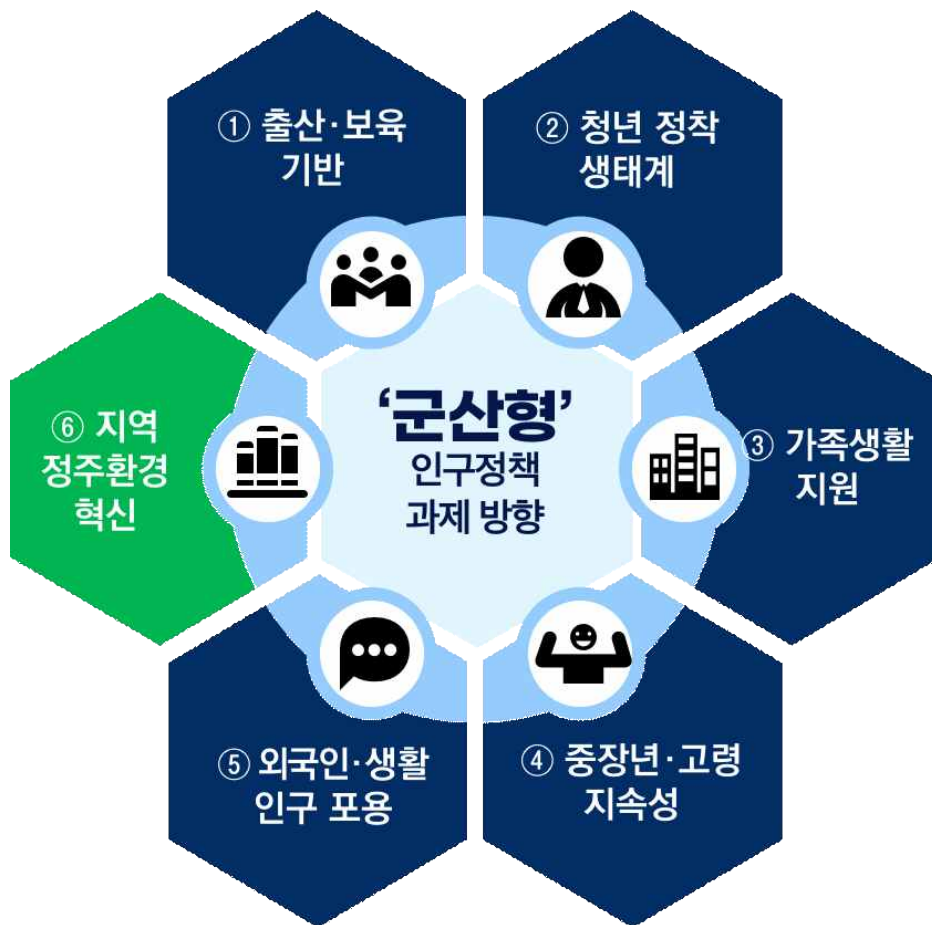 ① 출산·보육
기반
② 청년 정착
생태계
③ 가족생활
지원
④ 중장년·고령
지속성
⑤ 외국인·생활
인구 포용
⑥ 지역
정주환경
혁신
‘군산형’
인구정책
과제 방향